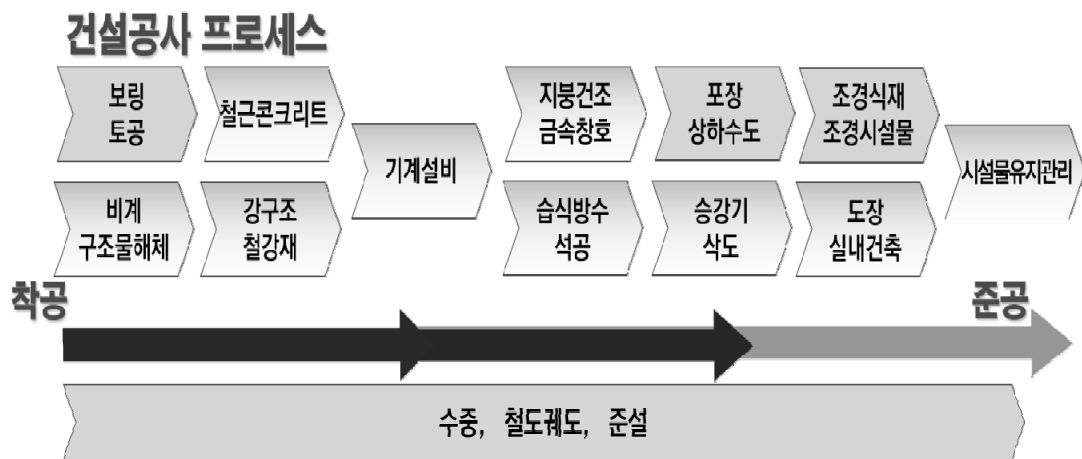 건설공사 프로세스
보링
토공
철근콘크리트
기계설비
지붕건조
금속창호
포장
상하수도
조경식재
조경시설물
시설물유지관리
비계
구조물해체
강구조
철강재
습식방수
석공
승강기
삭도
도장
실내건축
착공
준공
수중, 철도궤도, 준설